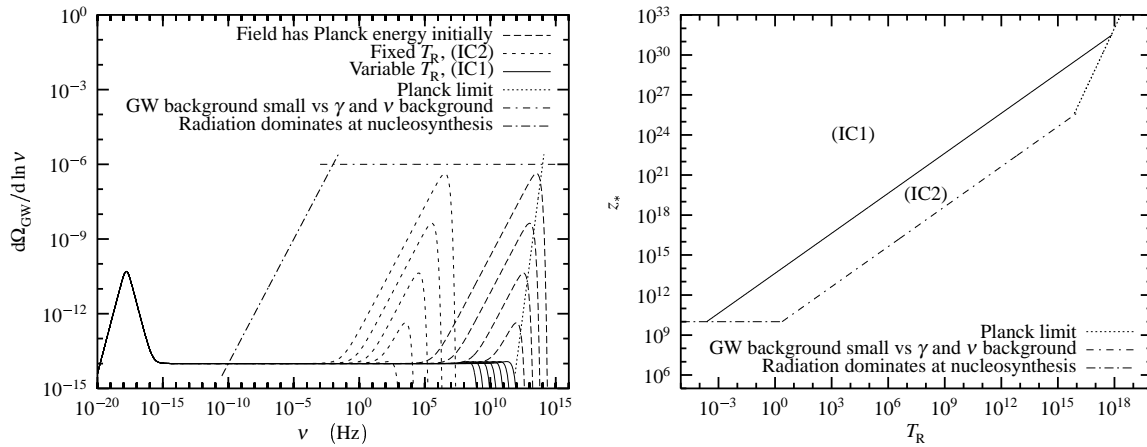 10^0
10^-3
10^-6
10^-9
10^-12
10^-15
dΩ_GW/d ln ν
Field has Planck energy initially
Fixed T_R, (IC2)
Variable T_R, (IC1)
Planck limit
GW background small vs γ and ν background
Radiation dominates at nucleosynthesis
10^-20 10^-15 10^-10 10^-5 10^0 10^5 10^10 10^15
ν (Hz)
10^33
10^30
10^27
10^24
10^21
10^18
10^15
10^12
10^9
10^6
z_*
(IC1)
(IC2)
Planck limit
GW background small vs γ and ν background
Radiation dominates at nucleosynthesis
10^-3 10^0 10^3 10^6 10^9 10^12 10^15 10^18
T_R